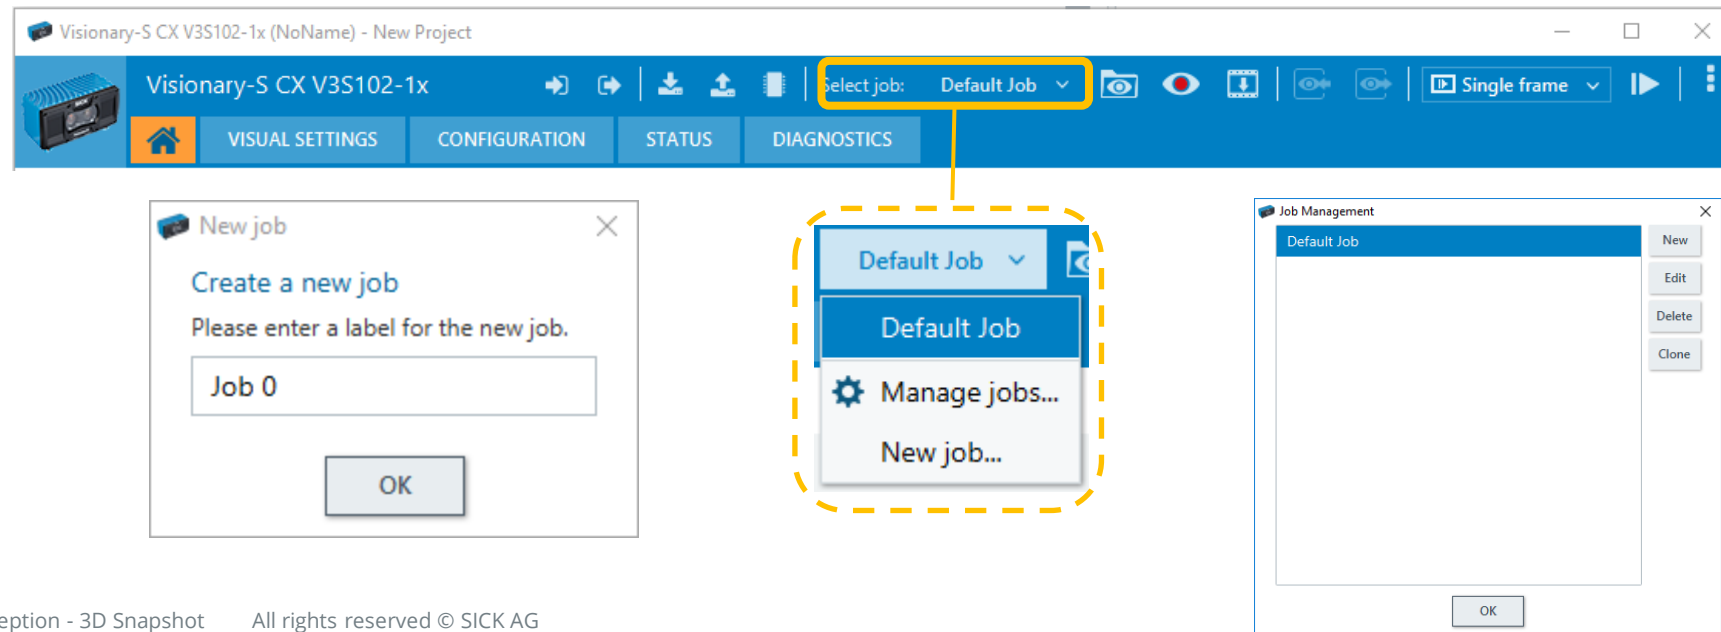 Visionary-S CX V3S102-1x (NoName) - New Project
Visionary-S CX V3S102-1x
Select job: Default Job
Single frame
VISUAL SETTINGS CONFIGURATION STATUS DIAGNOSTICS
New job
Create a new job
Please enter a label for the new job.
Job 0
OK
Default Job
Default Job
Manage jobs...
New job...
Job Management
Default Job
New
Edit
Delete
Clone
OK
eption - 3D Snapshot All rights reserved © SICK AG